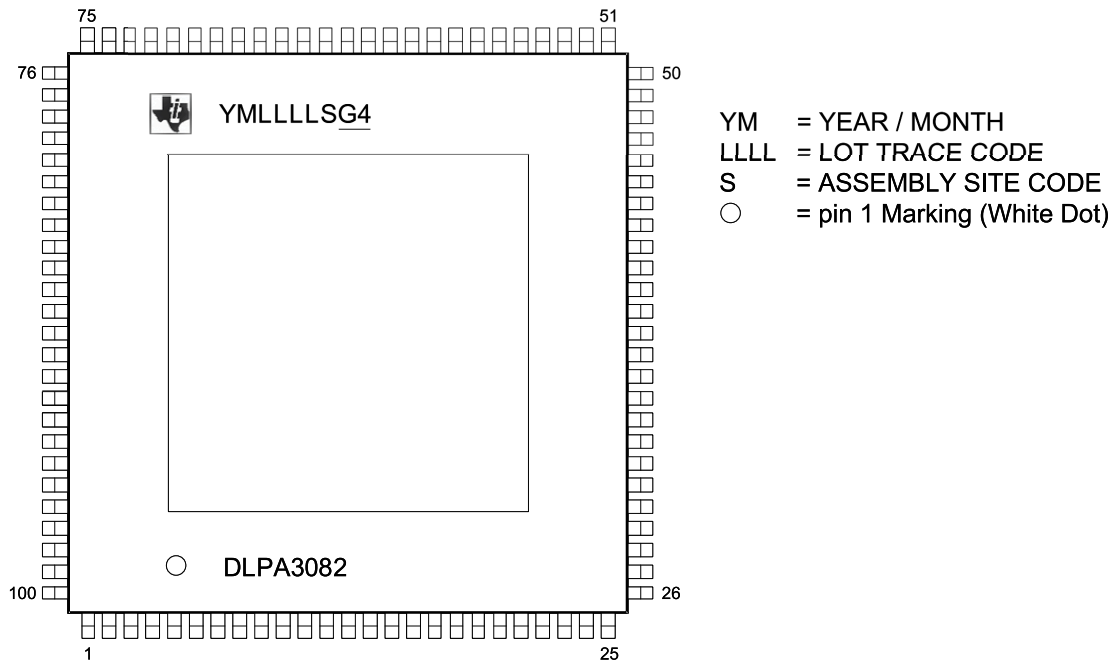 75
51
76
50
YMLLLLSG4
YM = YEAR / MONTH
LLLL = LOT TRACE CODE
S = ASSEMBLY SITE CODE
= pin 1 Marking (White Dot)
DLPA3082
100
26
1
25